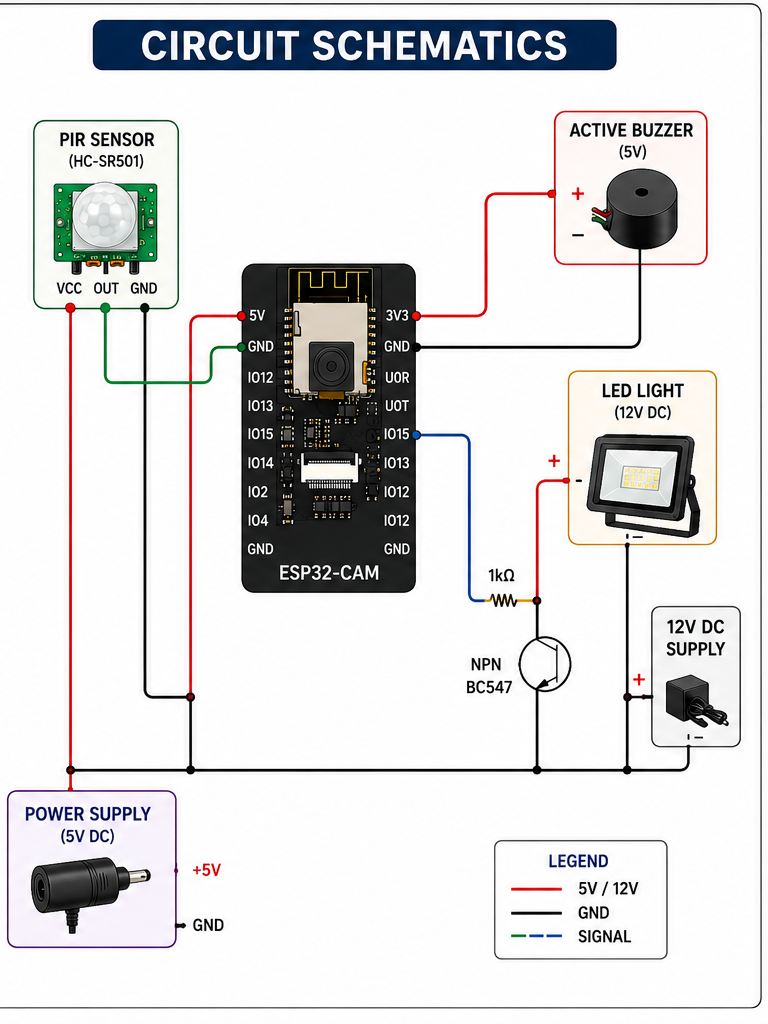 CIRCUIT SCHEMATICS
PIR SENSOR
(HC-SR501)
VCC OUT GND
ACTIVE BUZZER
(5V)
+
−
5V 3V3
GND GND
IO12 U0R
IO13 U0T
IO15 IO15
IO14 IO13
IO2 IO12
IO4 IO12
GND GND
ESP32-CAM
LED LIGHT
(12V DC)
+ -
1kΩ
NPN
BC547
12V DC
SUPPLY
+
POWER SUPPLY
(5V DC)
+5V
GND
LEGEND
5V / 12V
GND
SIGNAL